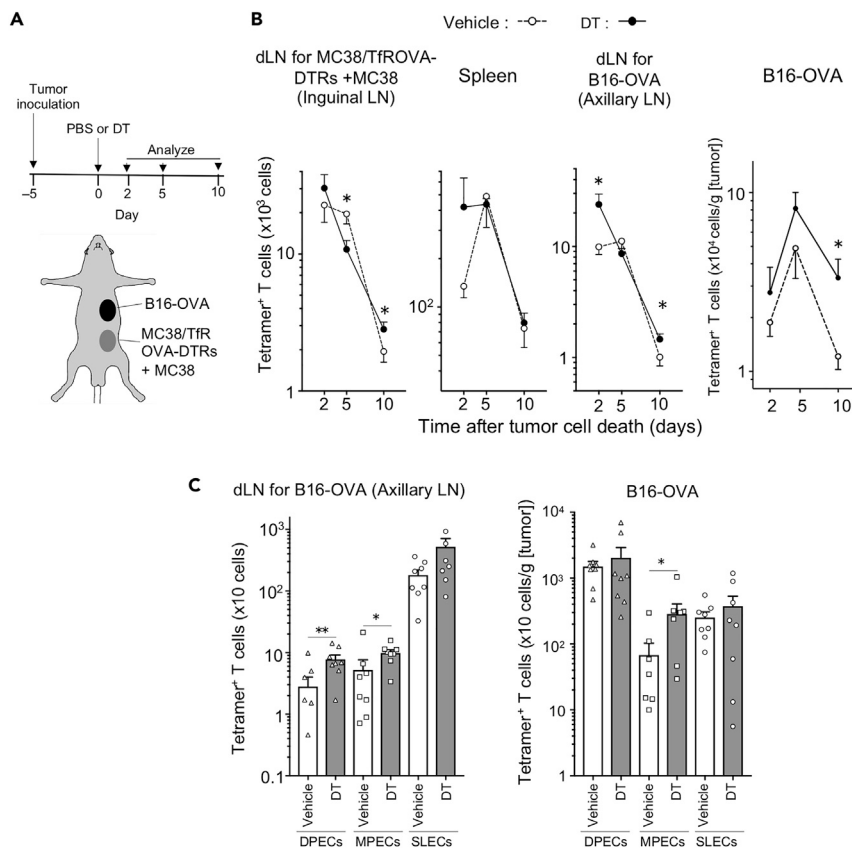 A
Tumor
inoculation
PBS or DT
Analyze
–5
0
2
5
10
Day
B16-OVA
MC38/TfR
OVA-DTRs
+ MC38
B
Vehicle :
DT :
dLN for MC38/TfROVA-
DTRs +MC38
(Inguinal LN)
Spleen
dLN for
B16-OVA
(Axillary LN)
B16-OVA
Tetramer⁺ T cells (x10³ cells)
10
1
*
*
2 5 10
10²
2 5 10
10
1
*
*
2 5 10
Tetramer⁺ T cells (x10⁴ cells/g [tumor])
10
1
*
2 5 10
Time after tumor cell death (days)
C
dLN for B16-OVA (Axillary LN)
Tetramer⁺ T cells (x10 cells)
10³
10²
10
1
0.1
**
*
Vehicle
DT
Vehicle
DT
Vehicle
DT
DPECs
MPECs
SLECs
B16-OVA
Tetramer⁺ T cells (x10 cells/g [tumor])
10⁴
10³
10²
10
1
*
Vehicle
DT
Vehicle
DT
Vehicle
DT
DPECs
MPECs
SLECs